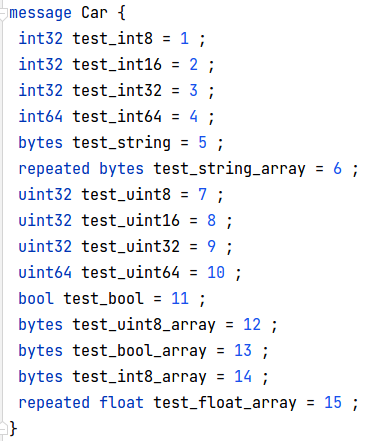 message Car {
int32 test_int8 = 1 ;
int32 test_int16 = 2 ;
int32 test_int32 = 3 ;
int64 test_int64 = 4 ;
bytes test_string = 5 ;
repeated bytes test_string_array = 6 ;
uint32 test_uint8 = 7 ;
uint32 test_uint16 = 8 ;
uint32 test_uint32 = 9 ;
uint64 test_uint64 = 10 ;
bool test_bool = 11 ;
bytes test_uint8_array = 12 ;
bytes test_bool_array = 13 ;
bytes test_int8_array = 14 ;
repeated float test_float_array = 15 ;
}